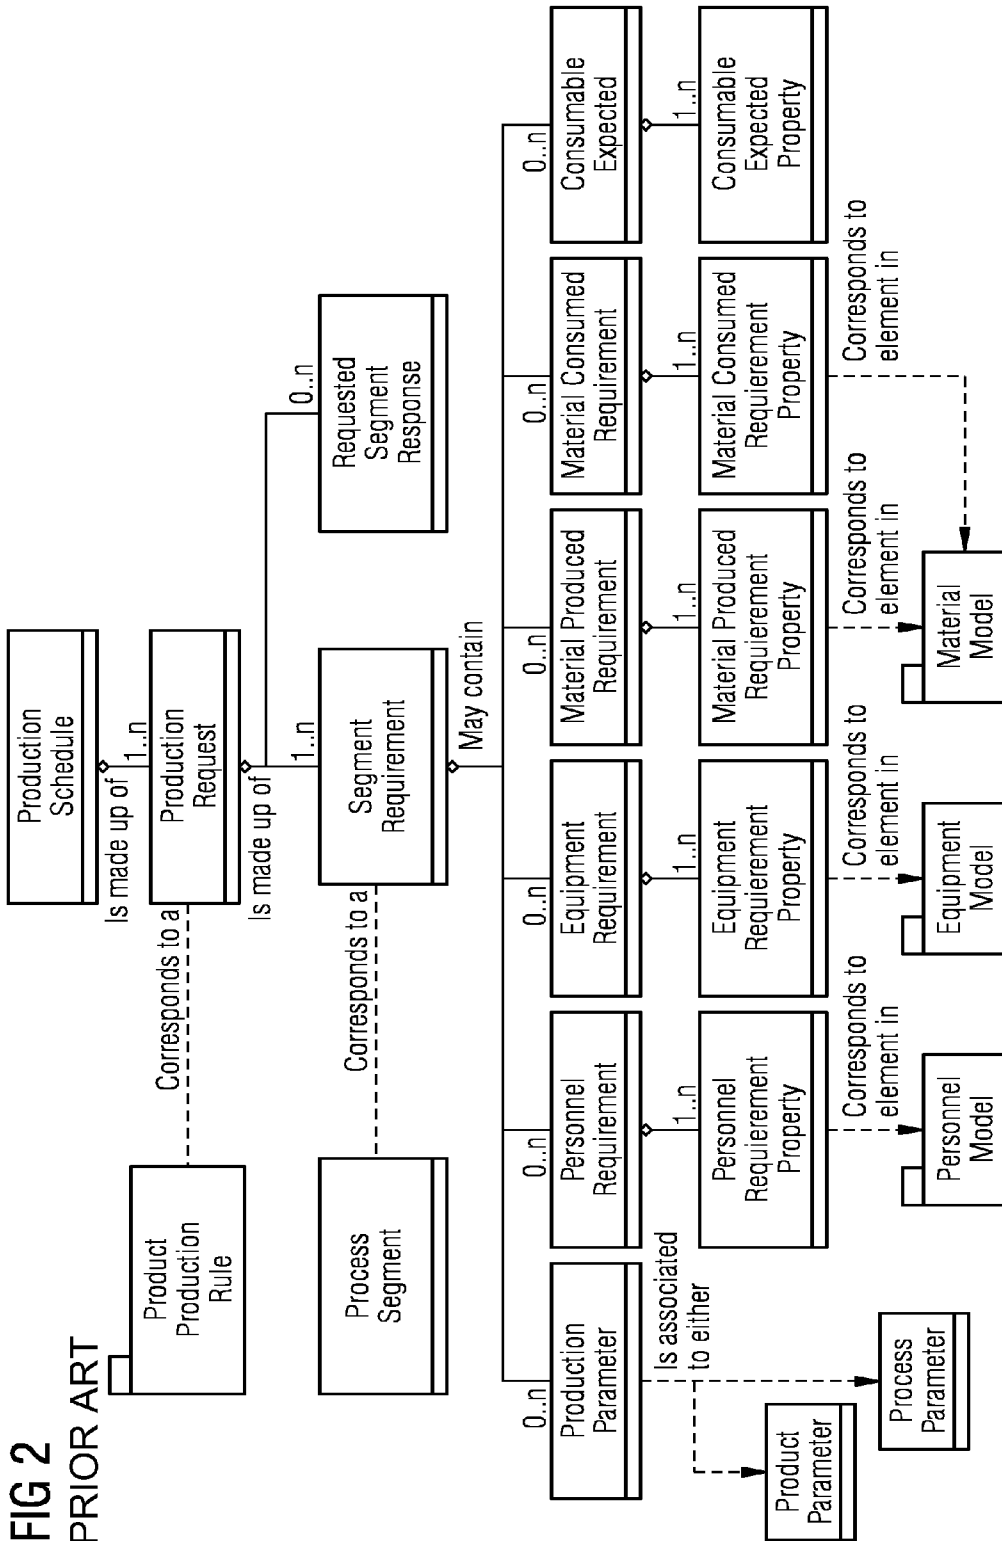 FIG 2
PRIOR ART
Production
Schedule
Is made up of
1..n
Product
Production
Rule
Corresponds to a
Production
Request
Is made up of
1..n
0..n
Process
Segment
Corresponds to a
Segment
Requirement
Requested
Segment
Response
May contain
0..n
0..n
0..n
0..n
0..n
0..n
Production
Parameter
Personnel
Requirement
Equipment
Requirement
Material Produced
Requirement
Material Consumed
Requirement
Consumable
Expected
Is associated
to either
1..n
1..n
1..n
1..n
1..n
Personnel
Requierement
Property
Equipment
Requierement
Property
Material Produced
Requierement
Property
Material Consumed
Requierement
Property
Consumable
Expected
Property
Corresponds to
element in
Corresponds to
element in
Corresponds to
element in
Corresponds to
element in
Product
Parameter
Process
Parameter
Personnel
Model
Equipment
Model
Material
Model